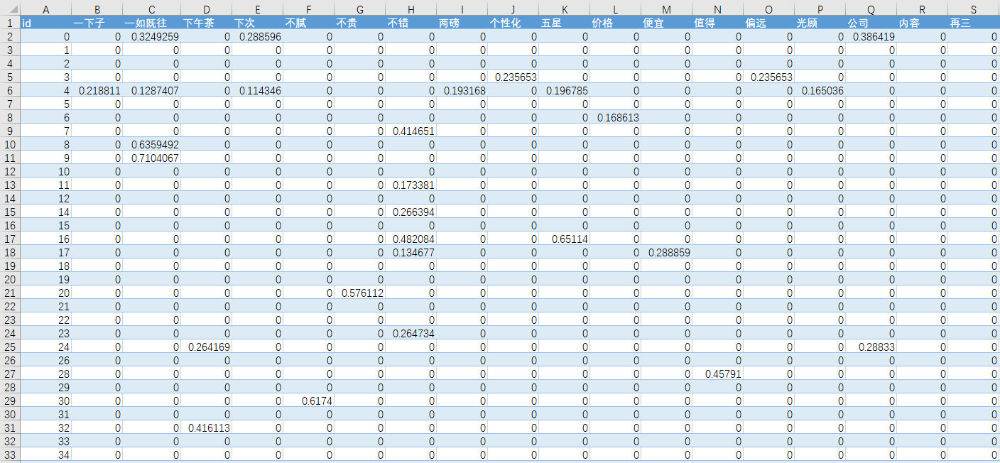 A B C D E F G H I J K L M N O P Q R S
1 id 一下子 一如既往 下午茶 下次 不腻 不贵 不错 两磅 个性化 五星 价格 便宜 值得 偏远 光顾 公司 内容 再三
2 0 0 0.3249259 0 0.288596 0 0 0 0 0 0 0 0 0 0 0 0.386419 0 0
3 1 0 0 0 0 0 0 0 0 0 0 0 0 0 0 0 0 0 0
4 2 0 0 0 0 0 0 0 0 0 0 0 0 0 0 0 0 0 0
5 3 0 0 0 0 0 0 0 0 0.235653 0 0 0 0 0.235653 0 0 0 0
6 4 0.218811 0.1287407 0 0.114346 0 0 0 0.193168 0 0.196785 0 0 0 0 0.165036 0 0 0
7 5 0 0 0 0 0 0 0 0 0 0 0 0 0 0 0 0 0 0
8 6 0 0 0 0 0 0 0 0 0 0 0.168613 0 0 0 0 0 0 0
9 7 0 0 0 0 0 0 0.414651 0 0 0 0 0 0 0 0 0 0 0
10 8 0 0.6359492 0 0 0 0 0 0 0 0 0 0 0 0 0 0 0 0
11 9 0 0.7104067 0 0 0 0 0 0 0 0 0 0 0 0 0 0 0 0
12 10 0 0 0 0 0 0 0 0 0 0 0 0 0 0 0 0 0 0
13 11 0 0 0 0 0 0 0.173381 0 0 0 0 0 0 0 0 0 0 0
14 12 0 0 0 0 0 0 0 0 0 0 0 0 0 0 0 0 0 0
15 14 0 0 0 0 0 0 0.266394 0 0 0 0 0 0 0 0 0 0 0
16 15 0 0 0 0 0 0 0 0 0 0 0 0 0 0 0 0 0 0
17 16 0 0 0 0 0 0 0.482084 0 0 0.65114 0 0 0 0 0 0 0 0
18 17 0 0 0 0 0 0 0.134677 0 0 0 0 0.288859 0 0 0 0 0 0
19 18 0 0 0 0 0 0 0 0 0 0 0 0 0 0 0 0 0 0
20 19 0 0 0 0 0 0 0 0 0 0 0 0 0 0 0 0 0 0
21 20 0 0 0 0 0 0.576112 0 0 0 0 0 0 0 0 0 0 0 0
22 21 0 0 0 0 0 0 0 0 0 0 0 0 0 0 0 0 0 0
23 22 0 0 0 0 0 0 0 0 0 0 0 0 0 0 0 0 0 0
24 23 0 0 0 0 0 0 0.264734 0 0 0 0 0 0 0 0 0 0 0
25 24 0 0 0.264169 0 0 0 0 0 0 0 0 0 0 0 0 0.28833 0 0
26 26 0 0 0 0 0 0 0 0 0 0 0 0 0 0 0 0 0 0
27 28 0 0 0 0 0 0 0 0 0 0 0 0 0.45791 0 0 0 0 0
28 29 0 0 0 0 0 0 0 0 0 0 0 0 0 0 0 0 0 0
29 30 0 0 0 0 0.6174 0 0 0 0 0 0 0 0 0 0 0 0 0
30 31 0 0 0 0 0 0 0 0 0 0 0 0 0 0 0 0 0 0
31 32 0 0 0.416113 0 0 0 0 0 0 0 0 0 0 0 0 0 0 0
32 33 0 0 0 0 0 0 0 0 0 0 0 0 0 0 0 0 0 0
33 34 0 0 0 0 0 0 0 0 0 0 0 0 0 0 0 0 0 0